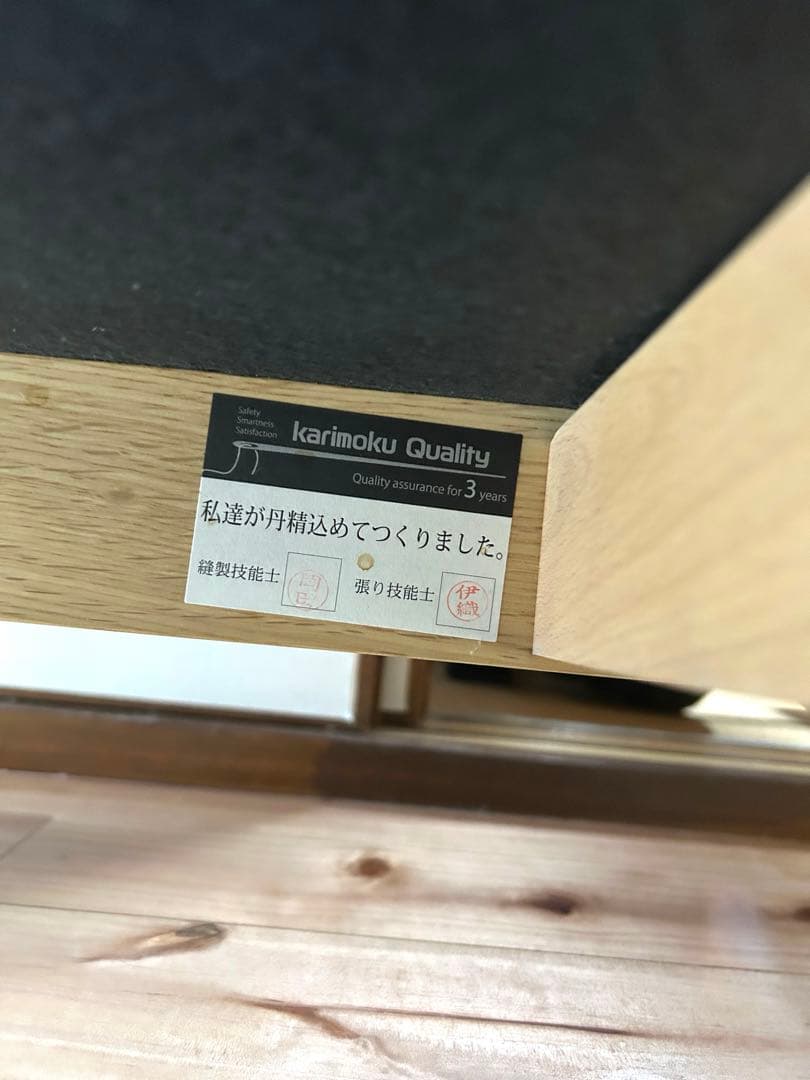 Safety
Smartness
Satisfaction
karimoku Quality
Quality assurance for 3 years
私達が丹精込めてつくりました。
縫製技能士
張り技能士
伊織